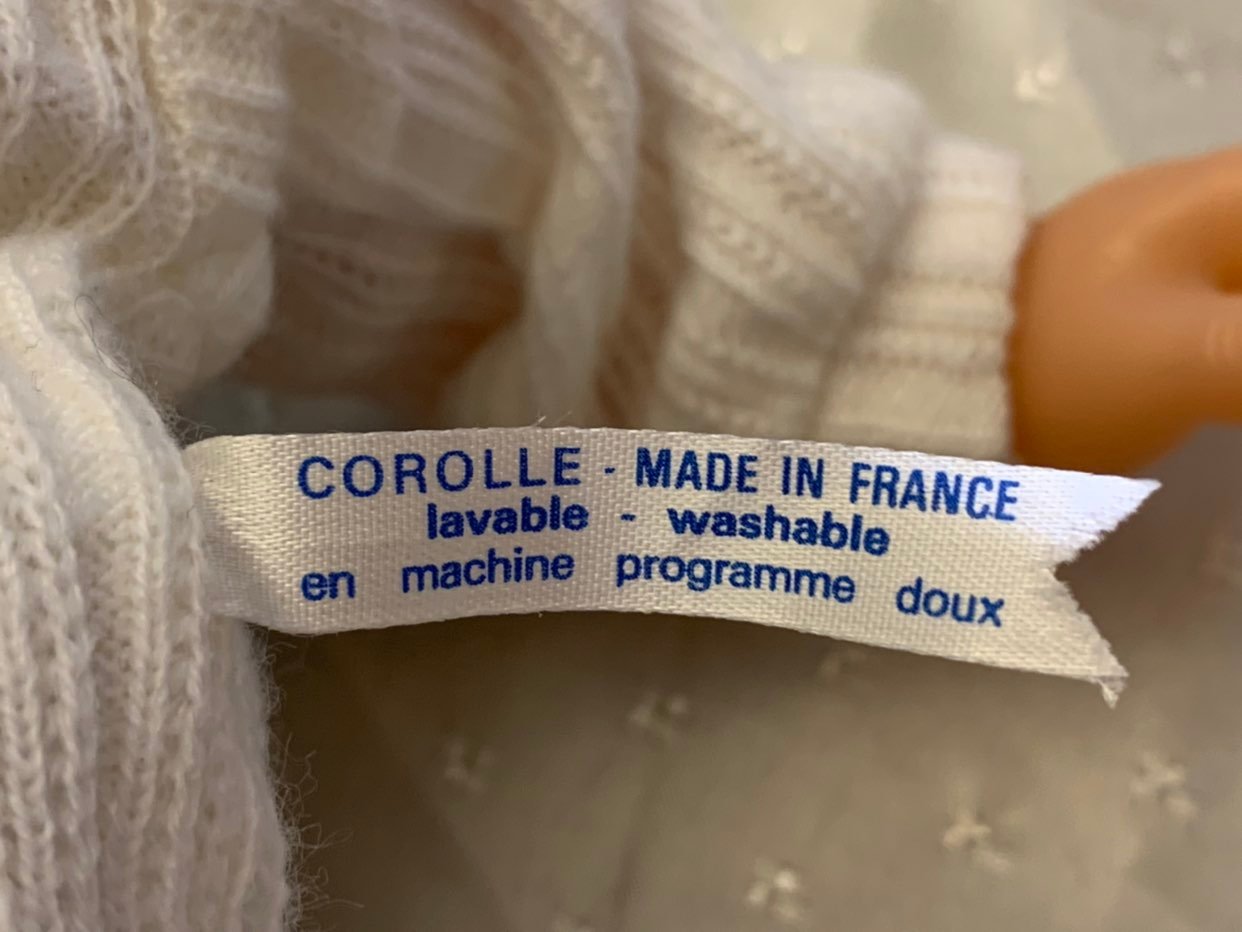 COROLLE - MADE IN FRANCE
lavable - washable
en machine programme doux